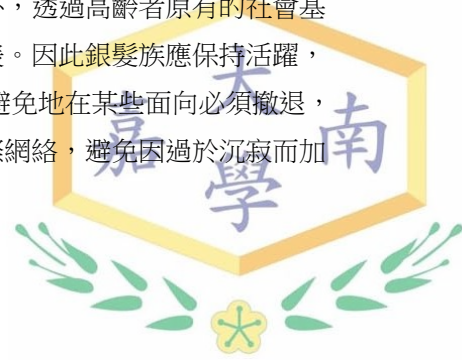 ，透過高齡者原有的社會基
。因此銀髮族應保持活躍，
避免地在某些面向必須撤退，
網絡，避免因過於沉寂而加
大
嘉 南
學